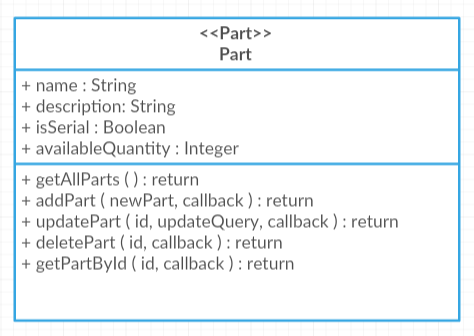 <<Part>>
Part
+ name : String
+ description: String
+ isSerial : Boolean
+ availableQuantity : Integer
+ getAllParts ( ) : return
+ addPart ( newPart, callback ) : return
+ updatePart ( id, updateQuery, callback ) : return
+ deletePart ( id, callback ) : return
+ getPartById ( id, callback ) : return